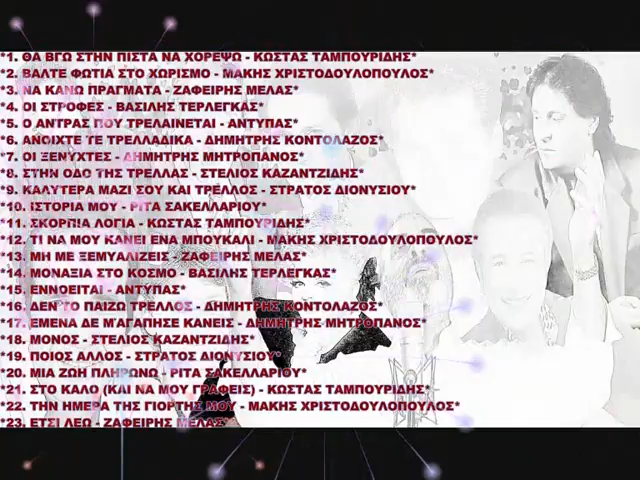 *1. ΘΑ ΒΓΩ ΣΤΗΝ ΠΙΣΤΑ ΝΑ ΧΟΡΕΨΩ - ΚΩΣΤΑΣ ΤΑΜΠΟΥΡΙΔΗΣ*
*2. ΒΑΛΤΕ ΦΩΤΙΑ ΣΤΟ ΧΩΡΙΣΜΟ - ΜΑΚΗΣ ΧΡΙΣΤΟΔΟΥΛΟΠΟΥΛΟΣ*
*3. ΝΑ ΚΑΝΩ ΠΡΑΓΜΑΤΑ - ΖΑΦΕΙΡΗΣ ΜΕΛΑΣ*
*4. ΟΙ ΣΤΡΟΦΕΣ - ΒΑΣΙΛΗΣ ΤΕΡΛΕΓΚΑΣ*
*5. Ο ΑΝΤΡΑΣ ΠΟΥ ΤΡΕΛΑΙΝΕΤΑΙ - ΑΝΤΥΠΑΣ*
*6. ΑΝΟΙΧΤΕ ΤΕ ΤΡΕΛΛΑΔΙΚΑ - ΔΗΜΗΤΡΗΣ ΚΟΝΤΟΛΑΖΟΣ*
*7. ΟΙ ΞΕΝΥΧΤΕΣ - ΔΗΜΗΤΡΗΣ ΜΗΤΡΟΠΑΝΟΣ*
*8. ΣΤΗΝ ΟΔΟ ΤΗΣ ΤΡΕΛΛΑΣ - ΣΤΕΛΙΟΣ ΚΑΖΑΝΤΖΙΔΗΣ*
*9. ΚΑΛΥΤΕΡΑ ΜΑΖΙ ΣΟΥ ΚΑΙ ΤΡΕΛΛΟΣ - ΣΤΡΑΤΟΣ ΔΙΟΝΥΣΙΟΥ*
*10. ΙΣΤΟΡΙΑ ΜΟΥ - ΡΙΤΑ ΣΑΚΕΛΛΑΡΙΟΥ*
*11. ΣΚΟΡΠΙΑ ΛΟΓΙΑ - ΚΩΣΤΑΣ ΤΑΜΠΟΥΡΙΔΗΣ*
*12. ΤΙ ΝΑ ΜΟΥ ΚΑΝΕΙ ΕΝΑ ΜΠΟΥΚΑΛΙ - ΜΑΚΗΣ ΧΡΙΣΤΟΔΟΥΛΟΠΟΥΛΟΣ*
*13. ΜΗ ΜΕ ΞΕΜΥΑΛΙΖΕΙΣ - ΖΑΦΕΙΡΗΣ ΜΕΛΑΣ*
*14. ΜΟΝΑΞΙΑ ΣΤΟ ΚΟΣΜΟ - ΒΑΣΙΛΗΣ ΤΕΡΛΕΓΚΑΣ*
*15. ΕΝΝΟΕΙΤΑΙ - ΑΝΤΥΠΑΣ*
*16. ΔΕΝ ΤΟ ΠΑΙΖΩ ΤΡΕΛΛΟΣ - ΔΗΜΗΤΡΗΣ ΚΟΝΤΟΛΑΖΟΣ*
*17. ΕΜΕΝΑ ΔΕ Μ'ΑΓΑΠΗΣΕ ΚΑΝΕΙΣ - ΔΗΜΗΤΡΗΣ ΜΗΤΡΟΠΑΝΟΣ*
*18. ΜΟΝΟΣ - ΣΤΕΛΙΟΣ ΚΑΖΑΝΤΖΙΔΗΣ*
*19. ΠΟΙΟΣ ΑΛΛΟΣ - ΣΤΡΑΤΟΣ ΔΙΟΝΥΣΙΟΥ*
*20. ΜΙΑ ΖΩΗ ΠΛΗΡΩΝΩ - ΡΙΤΑ ΣΑΚΕΛΛΑΡΙΟΥ*
*21. ΣΤΟ ΚΑΛΟ (ΚΑΙ ΝΑ ΜΟΥ ΓΡΑΦΕΙΣ) - ΚΩΣΤΑΣ ΤΑΜΠΟΥΡΙΔΗΣ*
*22. ΤΗΝ ΗΜΕΡΑ ΤΗΣ ΓΙΟΡΤΗΣ ΜΟΥ - ΜΑΚΗΣ ΧΡΙΣΤΟΔΟΥΛΟΠΟΥΛΟΣ*
*23. ΕΤΣΙ ΛΕΩ - ΖΑΦΕΙΡΗΣ ΜΕΛΑΣ*